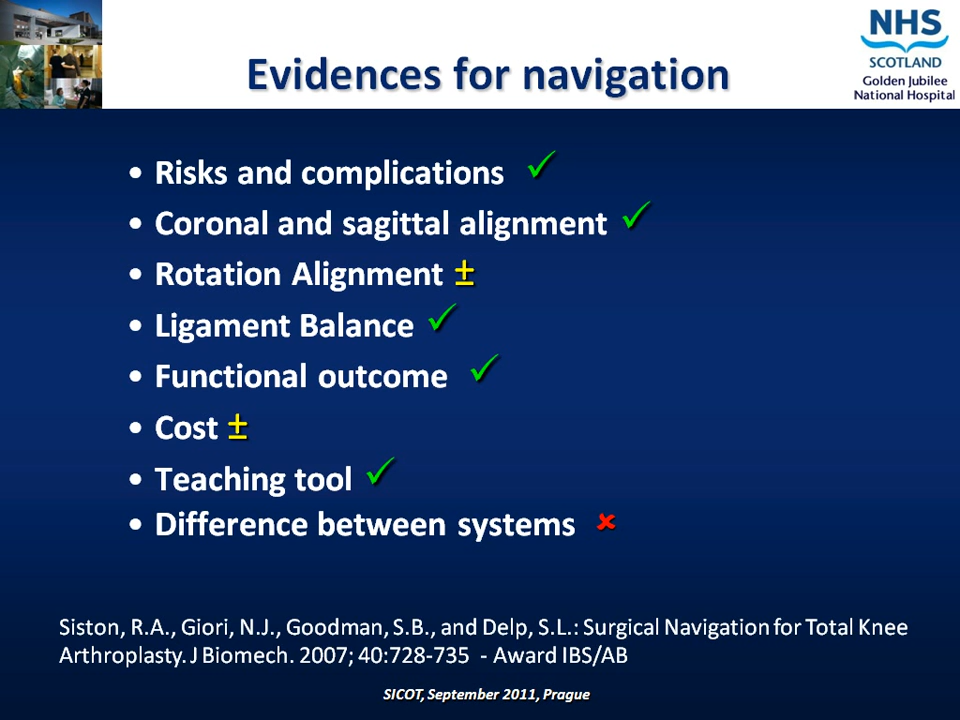 NHS
SCOTLAND
Golden Jubilee
National Hospital
Evidences for navigation
• Risks and complications ✓
• Coronal and sagittal alignment ✓
• Rotation Alignment ±
• Ligament Balance ✓
• Functional outcome ✓
• Cost ±
• Teaching tool ✓
• Difference between systems ×
Siston, R.A., Giori, N.J., Goodman, S.B., and Delp, S.L.: Surgical Navigation for Total Knee
Arthroplasty. J Biomech. 2007; 40:728-735 - Award IBS/AB
SICOT, September 2011, Prague